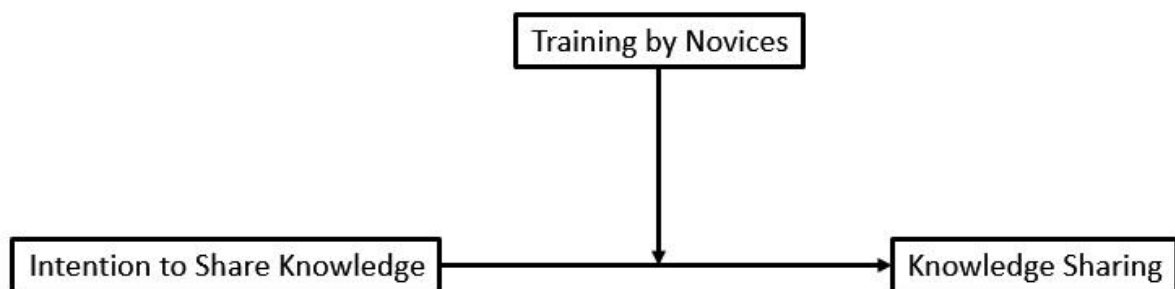 Training by Novices
Intention to Share Knowledge
Knowledge Sharing